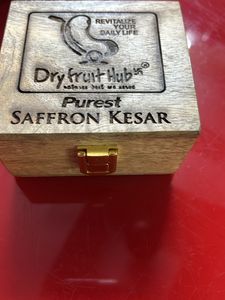 REVITALIZE
YOUR
DAILY LIFE
Dry Fruit Hub ®
Purest
SAFFRON KESAR